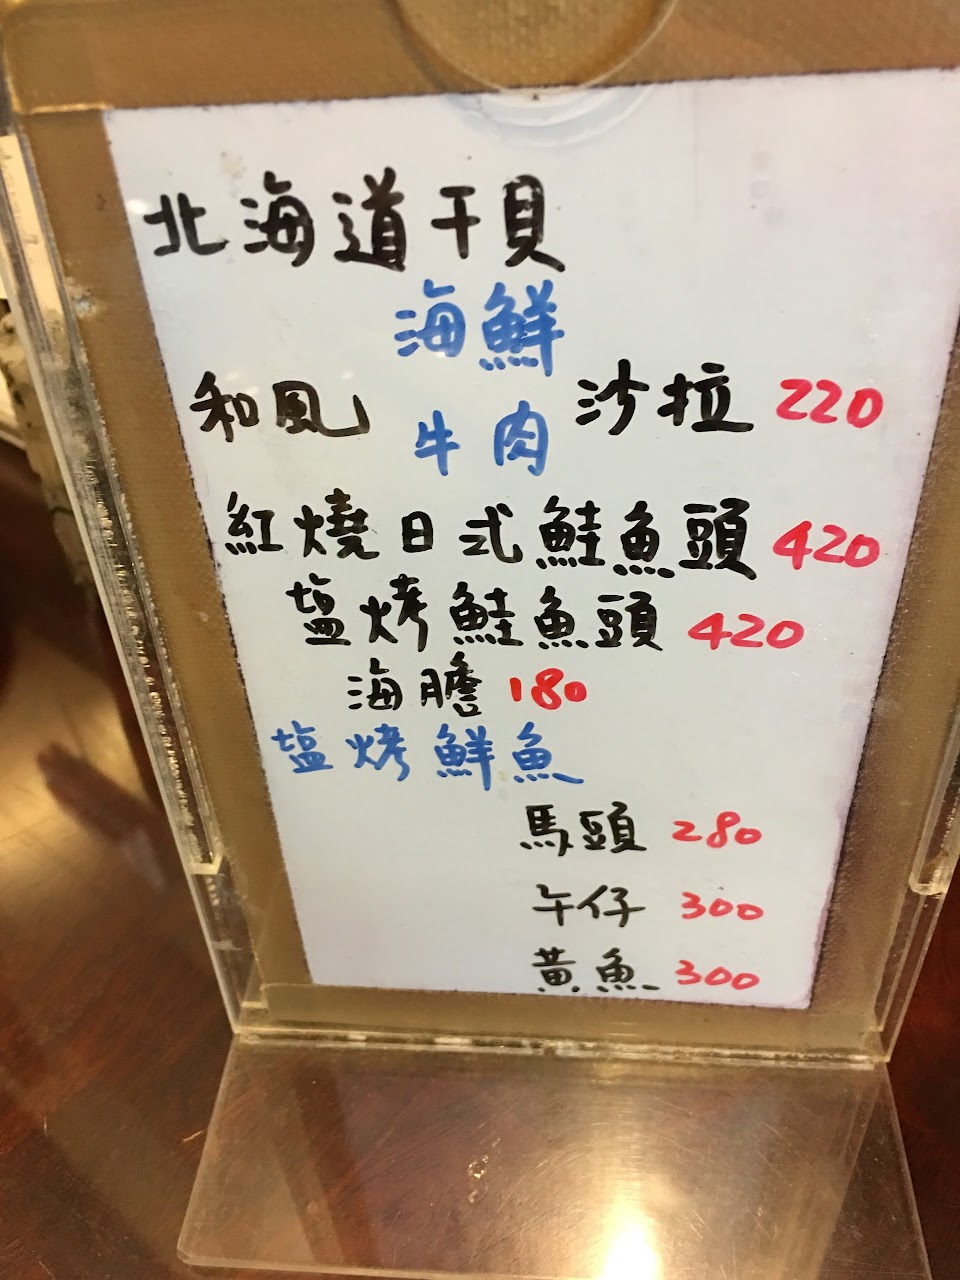 北海道干貝
海鮮
和風 沙拉 220
牛肉
紅燒日式鮭魚頭 420
塩烤鮭魚頭 420
海膽 180
塩烤鮮魚
馬頭 280
午仔 300
黃魚 300